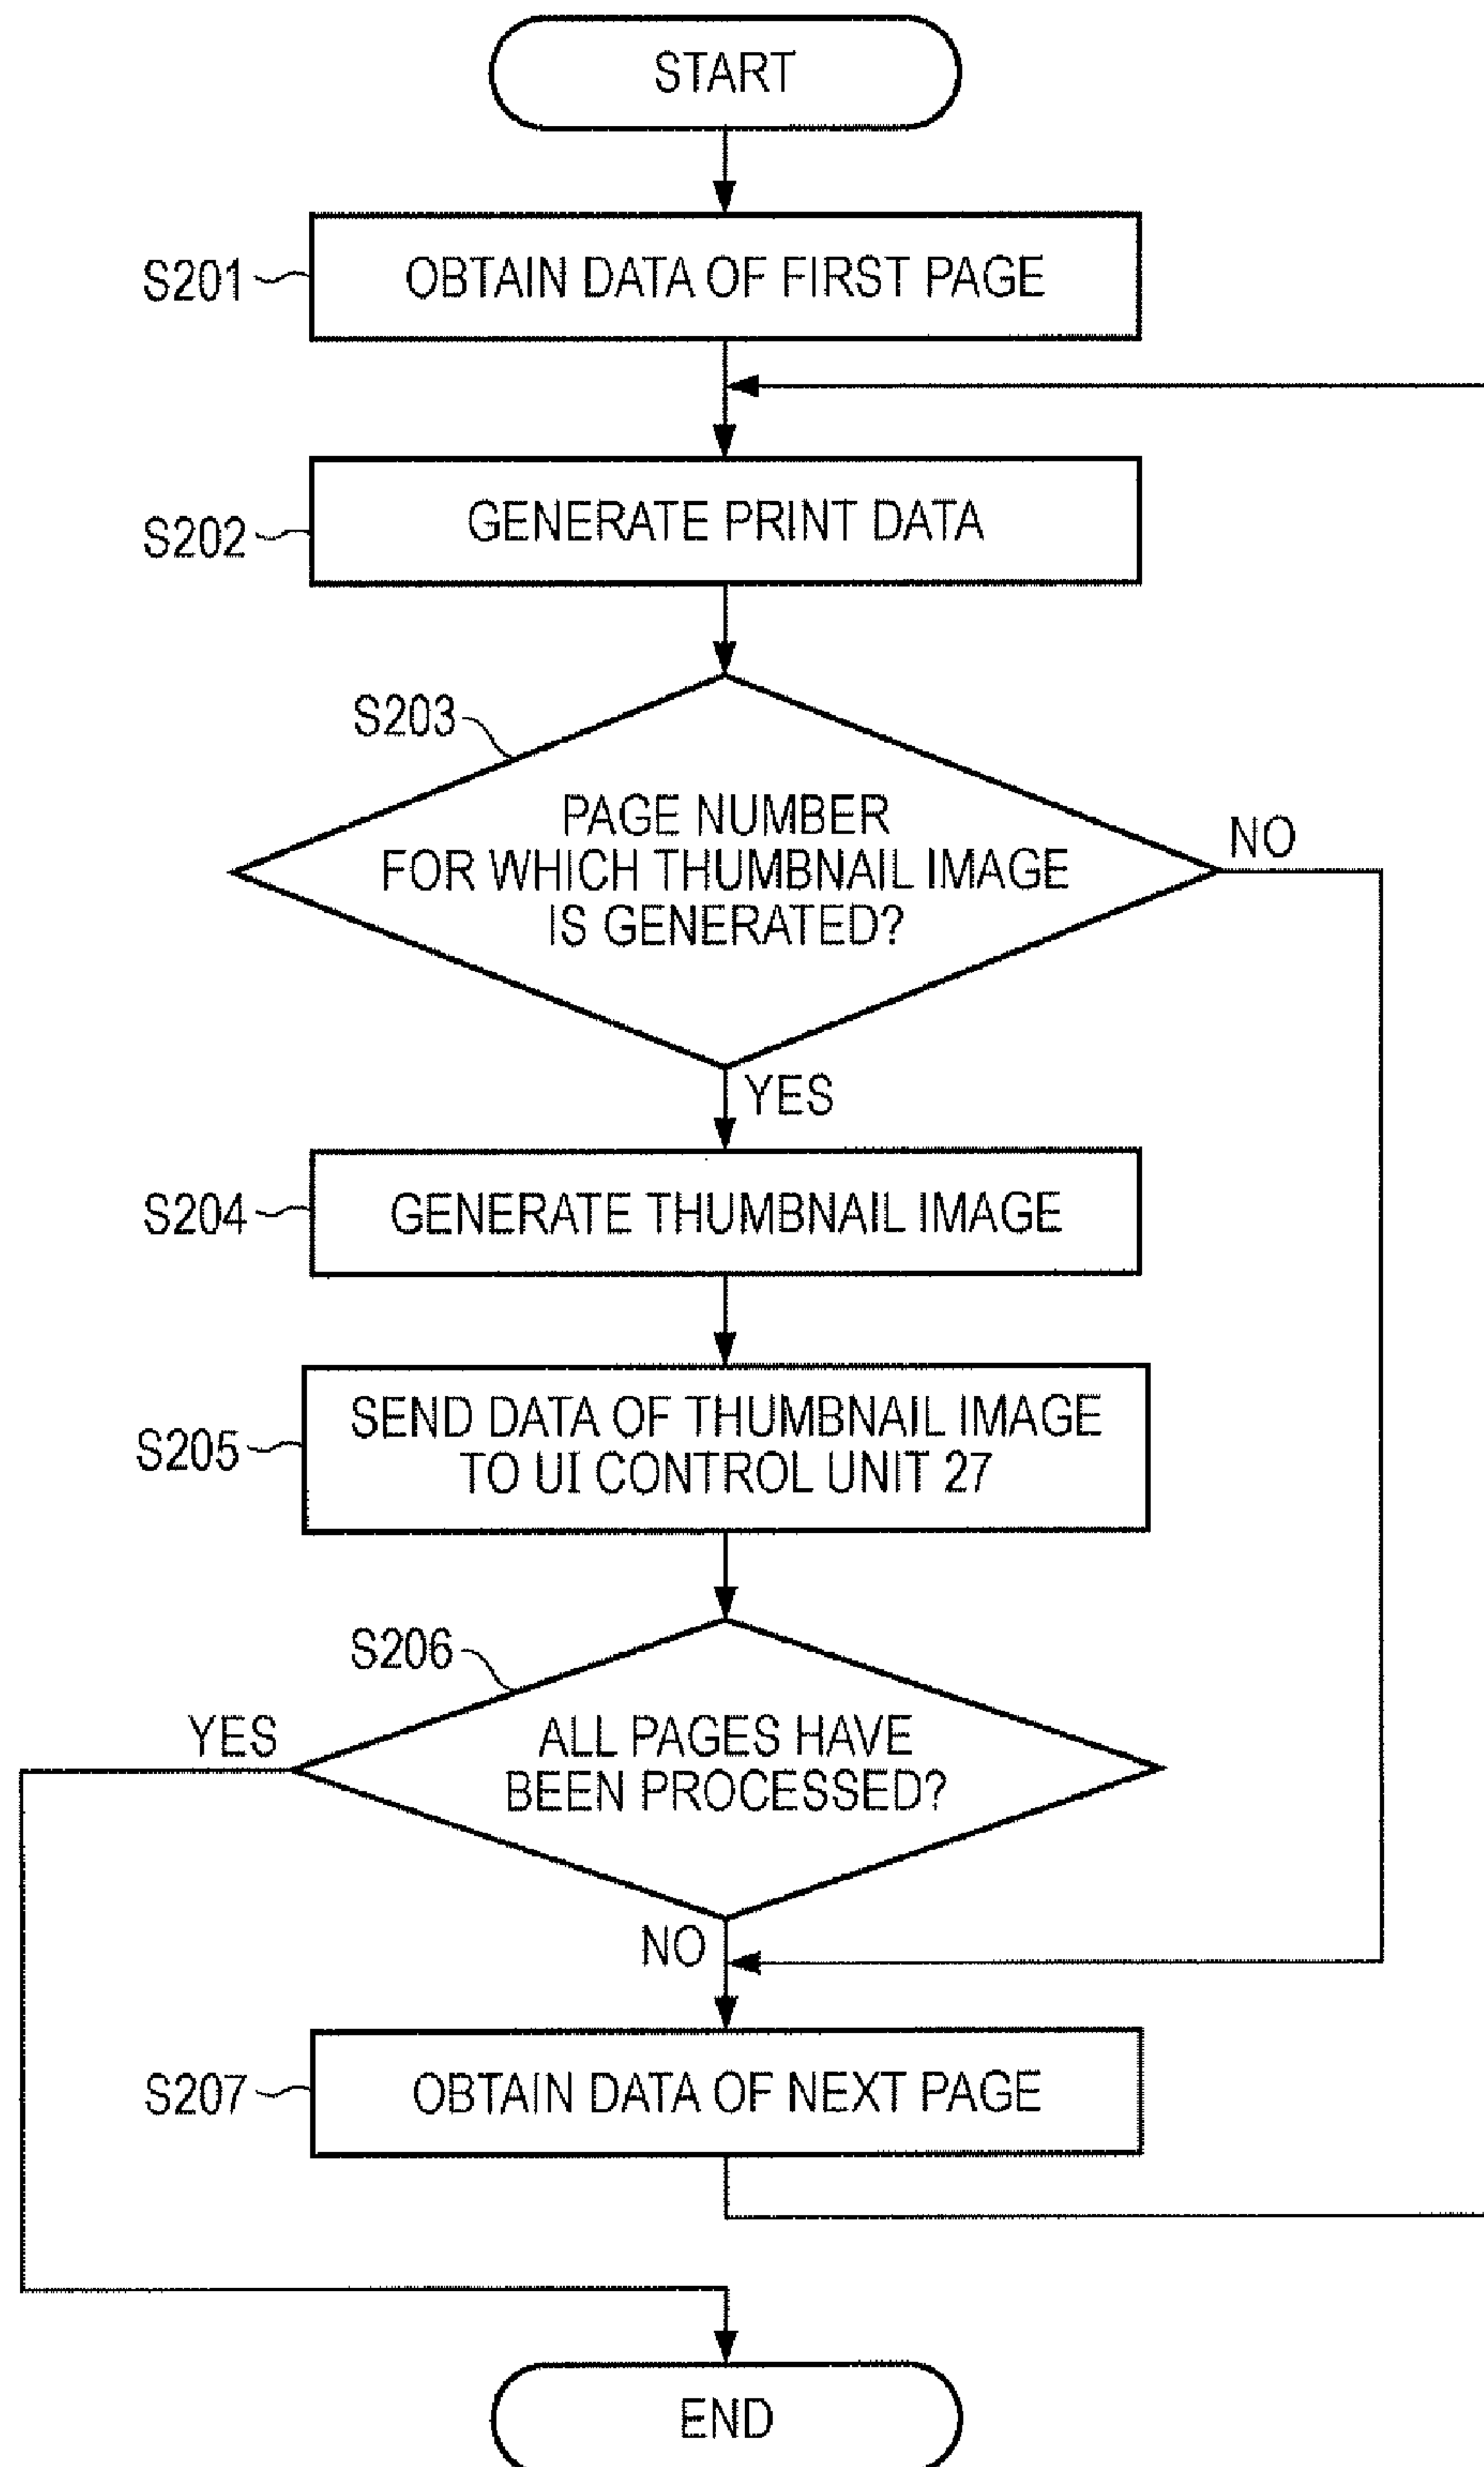 START
S201
OBTAIN DATA OF FIRST PAGE
S202
GENERATE PRINT DATA
S203
PAGE NUMBER
FOR WHICH THUMBNAIL IMAGE
IS GENERATED?
NO
YES
S204
GENERATE THUMBNAIL IMAGE
S205
SEND DATA OF THUMBNAIL IMAGE
TO UI CONTROL UNIT 27
S206
YES
ALL PAGES HAVE
BEEN PROCESSED?
NO
S207
OBTAIN DATA OF NEXT PAGE
END